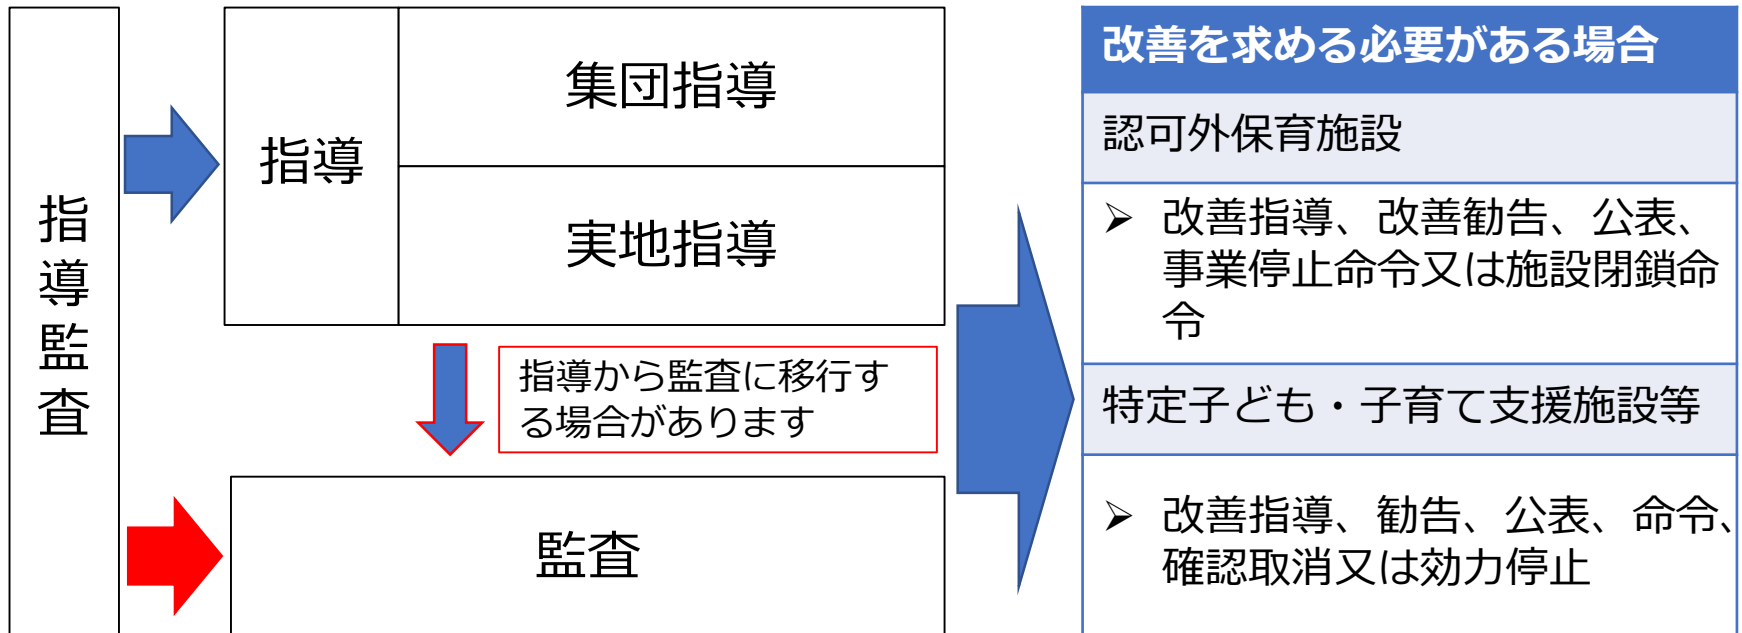 指導監査
指導
集団指導
実地指導
指導から監査に移行す
る場合があります
監査
改善を求める必要がある場合
認可外保育施設
➢ 改善指導、改善勧告、公表、
事業停止命令又は施設閉鎖命
令
特定子ども・子育て支援施設等
➢ 改善指導、勧告、公表、命令、
確認取消又は効力停止